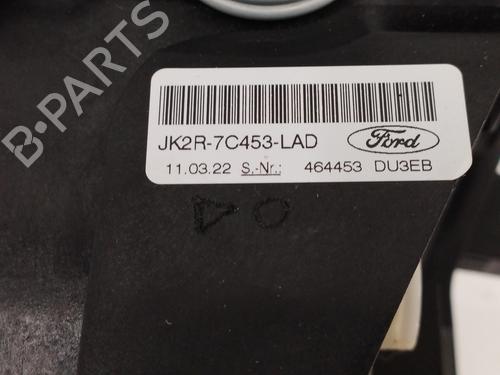 B-PARTS
JK2R-7C453-LAD
Ford
11.03.22 S.-Nr.: 464453 DU3EB